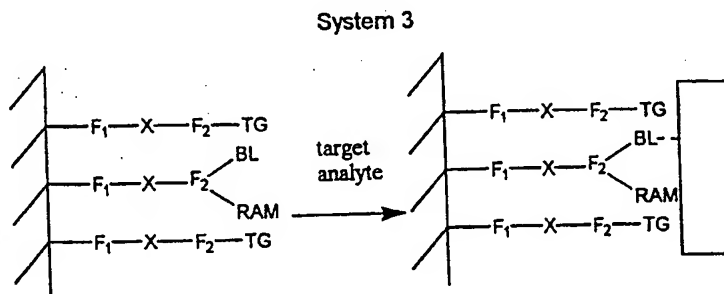 System 3
F₁—X—F₂—TG
BL
F₁—X—F₂
RAM
F₁—X—F₂—TG
target
analyte
F₁—X—F₂—TG
BL
F₁—X—F₂
RAM
F₁—X—F₂—TG